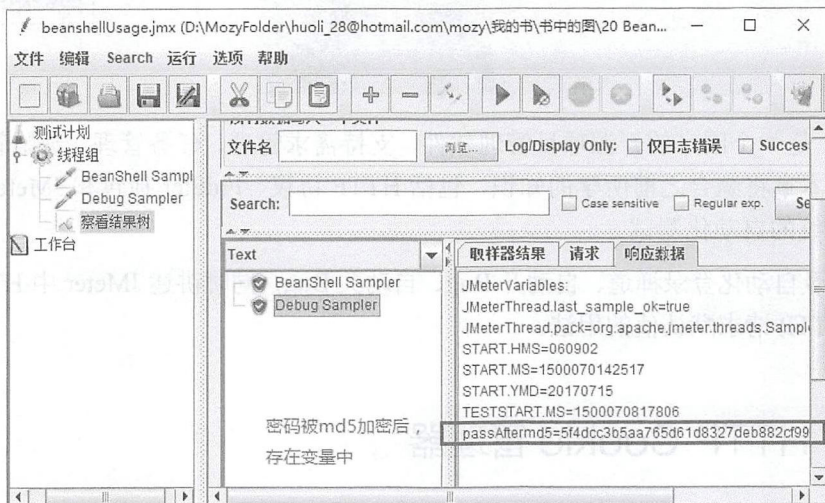 beanshellUsage.jmx (D:\MozyFolder\huoli_28@hotmail.com\mozy\我的书\书中的图\20 Bean...
文件 编辑 Search 运行 选项 帮助
测试计划
线程组
BeanShell Sampl
Debug Sampler
察看结果树
工作台
文件名 浏览... Log/Display Only: 仅日志错误 Succes
Search: Case sensitive Regular exp. Se
Text
BeanShell Sampler
Debug Sampler
取样器结果 请求 响应数据
JMeterVariables:
JMeterThread.last_sample_ok=true
JMeterThread.pack=org.apache.jmeter.threads.Sampl
START.HMS=060902
START.MS=1500070142517
START.YMD=20170715
TESTSTART.MS=1500070817806
passAftermd5=5f4dcc3b5aa765d61d8327deb882cf99
密码被md5加密后，
存在变量中